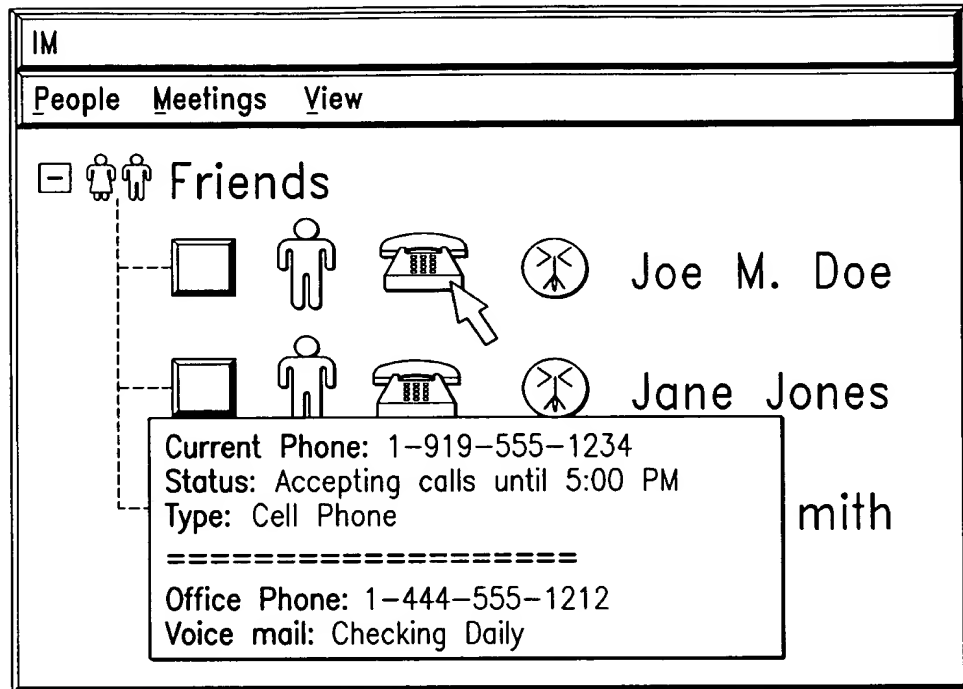 IM
People Meetings View
Friends
Joe M. Doe
Jane Jones
Current Phone: 1-919-555-1234
Status: Accepting calls until 5:00 PM
Type: Cell Phone
mith
====================
Office Phone: 1-444-555-1212
Voice mail: Checking Daily